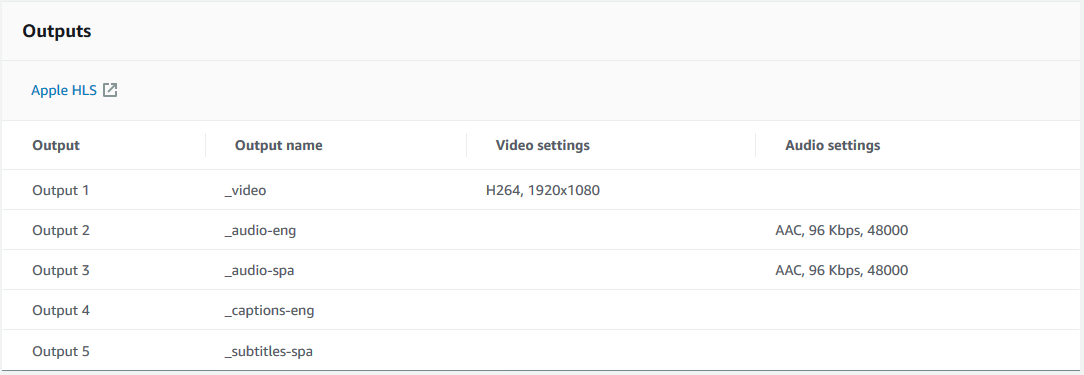 Outputs
Apple HLS
Output Output name Video settings Audio settings
Output 1 _video H264, 1920x1080
Output 2 _audio-eng AAC, 96 Kbps, 48000
Output 3 _audio-spa AAC, 96 Kbps, 48000
Output 4 _captions-eng
Output 5 _subtitles-spa